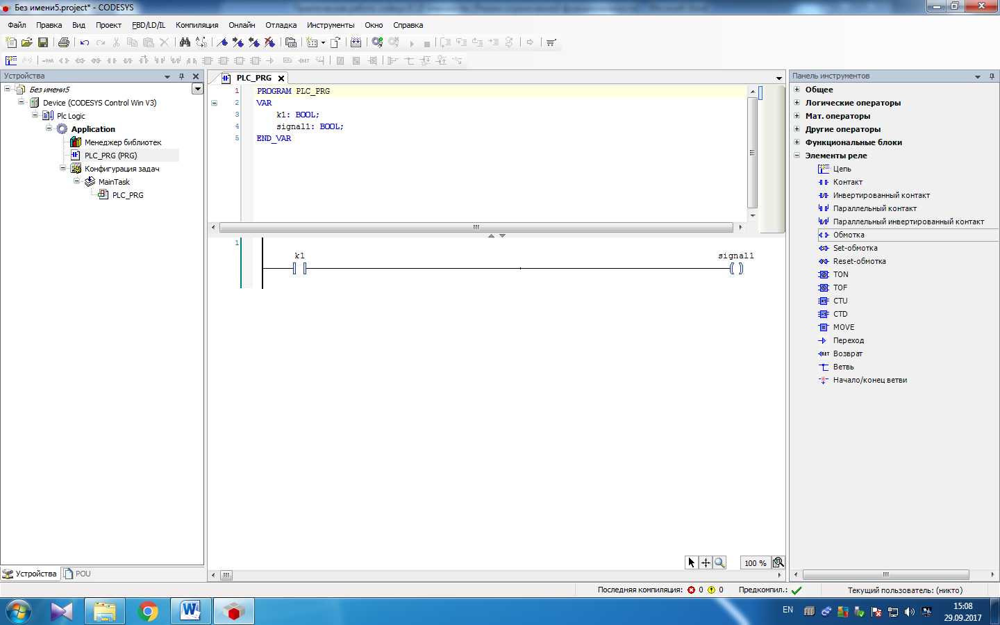 Без имени5.project* - CODESYS
Файл Правка Вид Проект FBD/LD/IL Компиляция Онлайн Отладка Инструменты Окно Справка
Устройства
Без имени5
Device (CODESYS Control Win V3)
Plc Logic
Application
Менеджер библиотек
PLC_PRG (PRG)
Конфигурация задач
MainTask
PLC_PRG
Устройства POU
PLC_PRG
1 PROGRAM PLC_PRG
2 VAR
3 k1: BOOL;
4 signal1: BOOL;
5 END_VAR
1
k1 signal1
100 %
Панель инструментов
Общее
Логические операторы
Мат. операторы
Другие операторы
Функциональные блоки
Элементы реле
Цепь
Контакт
Инвертированный контакт
Параллельный контакт
Параллельный инвертированный контакт
Обмотка
Set-обмотка
Reset-обмотка
TON
TOF
CTU
CTD
MOVE
Переход
Возврат
Ветвь
Начало/конец ветви
Последняя компиляция: 0 0 Предкомпил.: Текущий пользователь: (никто)
EN
15:08
29.09.2017